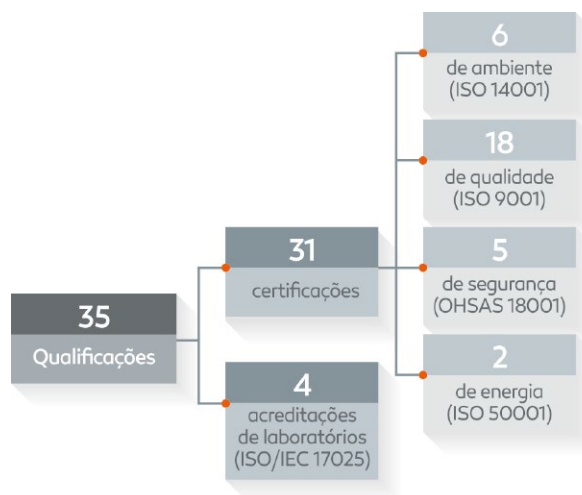 35
Qualificações
31
certificações
4
acreditações
de laboratórios
(ISO/IEC 17025)
6
de ambiente
(ISO 14001)
18
de qualidade
(ISO 9001)
5
de segurança
(OHSAS 18001)
2
de energia
(ISO 50001)